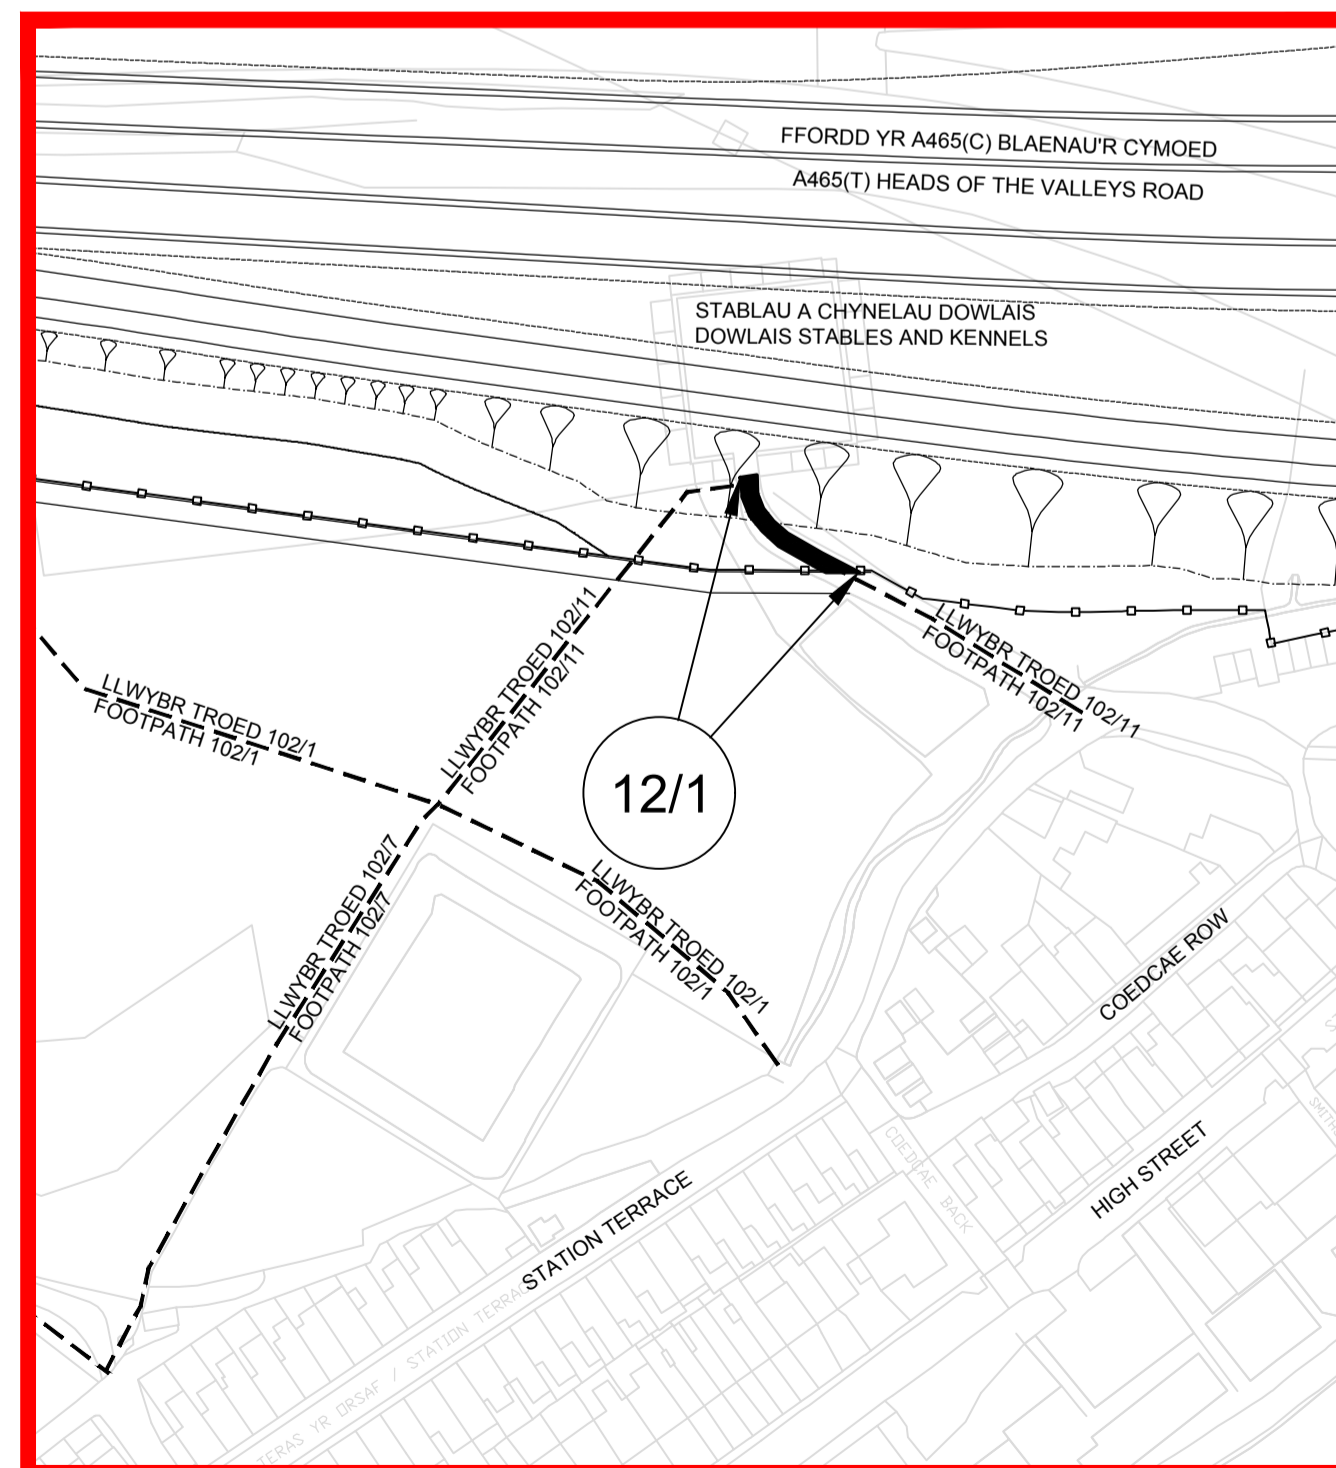 FFORDD YR A465(C) BLAENAU'R CYMOED
A465(T) HEADS OF THE VALLEYS ROAD
STABLAU A CHYNELAU DOWLAIS
DOWLAIS STABLES AND KENNELS
LLWYBR TROED 102/11
FOOTPATH 102/11
LLWYBR TROED 102/11
FOOTPATH 102/11
LLWYBR TROED 102/1
FOOTPATH 102/1
12/1
LLWYBR TROED 102/7
FOOTPATH 102/7
LLWYBR TROED 102/1
FOOTPATH 102/1
COEDCAE ROW
COEDCAE BACK
HIGH STREET
STATION TERRACE
TERAS YR ORSAF / STATION TERRA